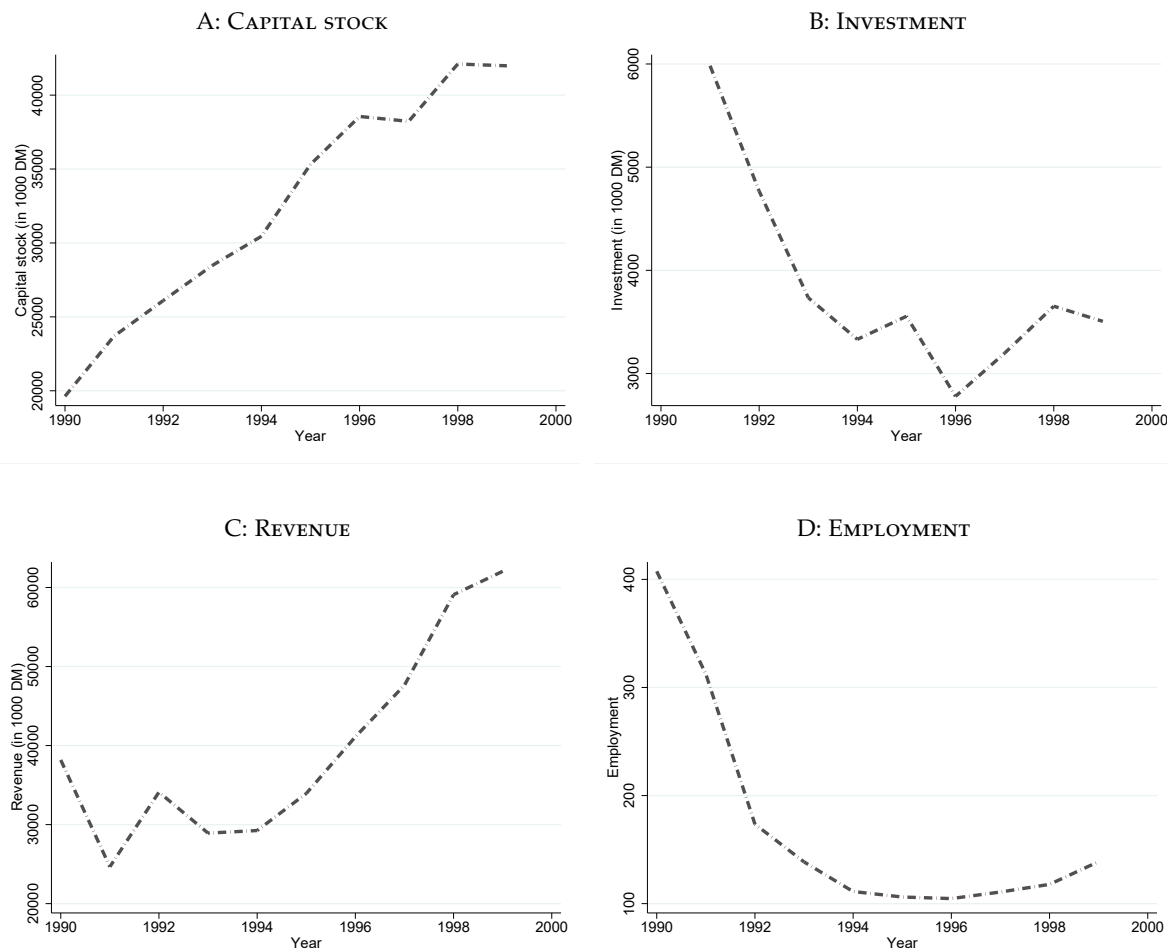 A: Capital stock
Capital stock (in 1000 DM)
40000
35000
30000
25000
20000
1990 1992 1994 1996 1998 2000
Year
B: Investment
Investment (in 1000 DM)
6000
5000
4000
3000
1990 1992 1994 1996 1998 2000
Year
C: Revenue
Revenue (in 1000 DM)
60000
50000
40000
30000
20000
1990 1992 1994 1996 1998 2000
Year
D: Employment
Employment
400
300
200
100
1990 1992 1994 1996 1998 2000
Year